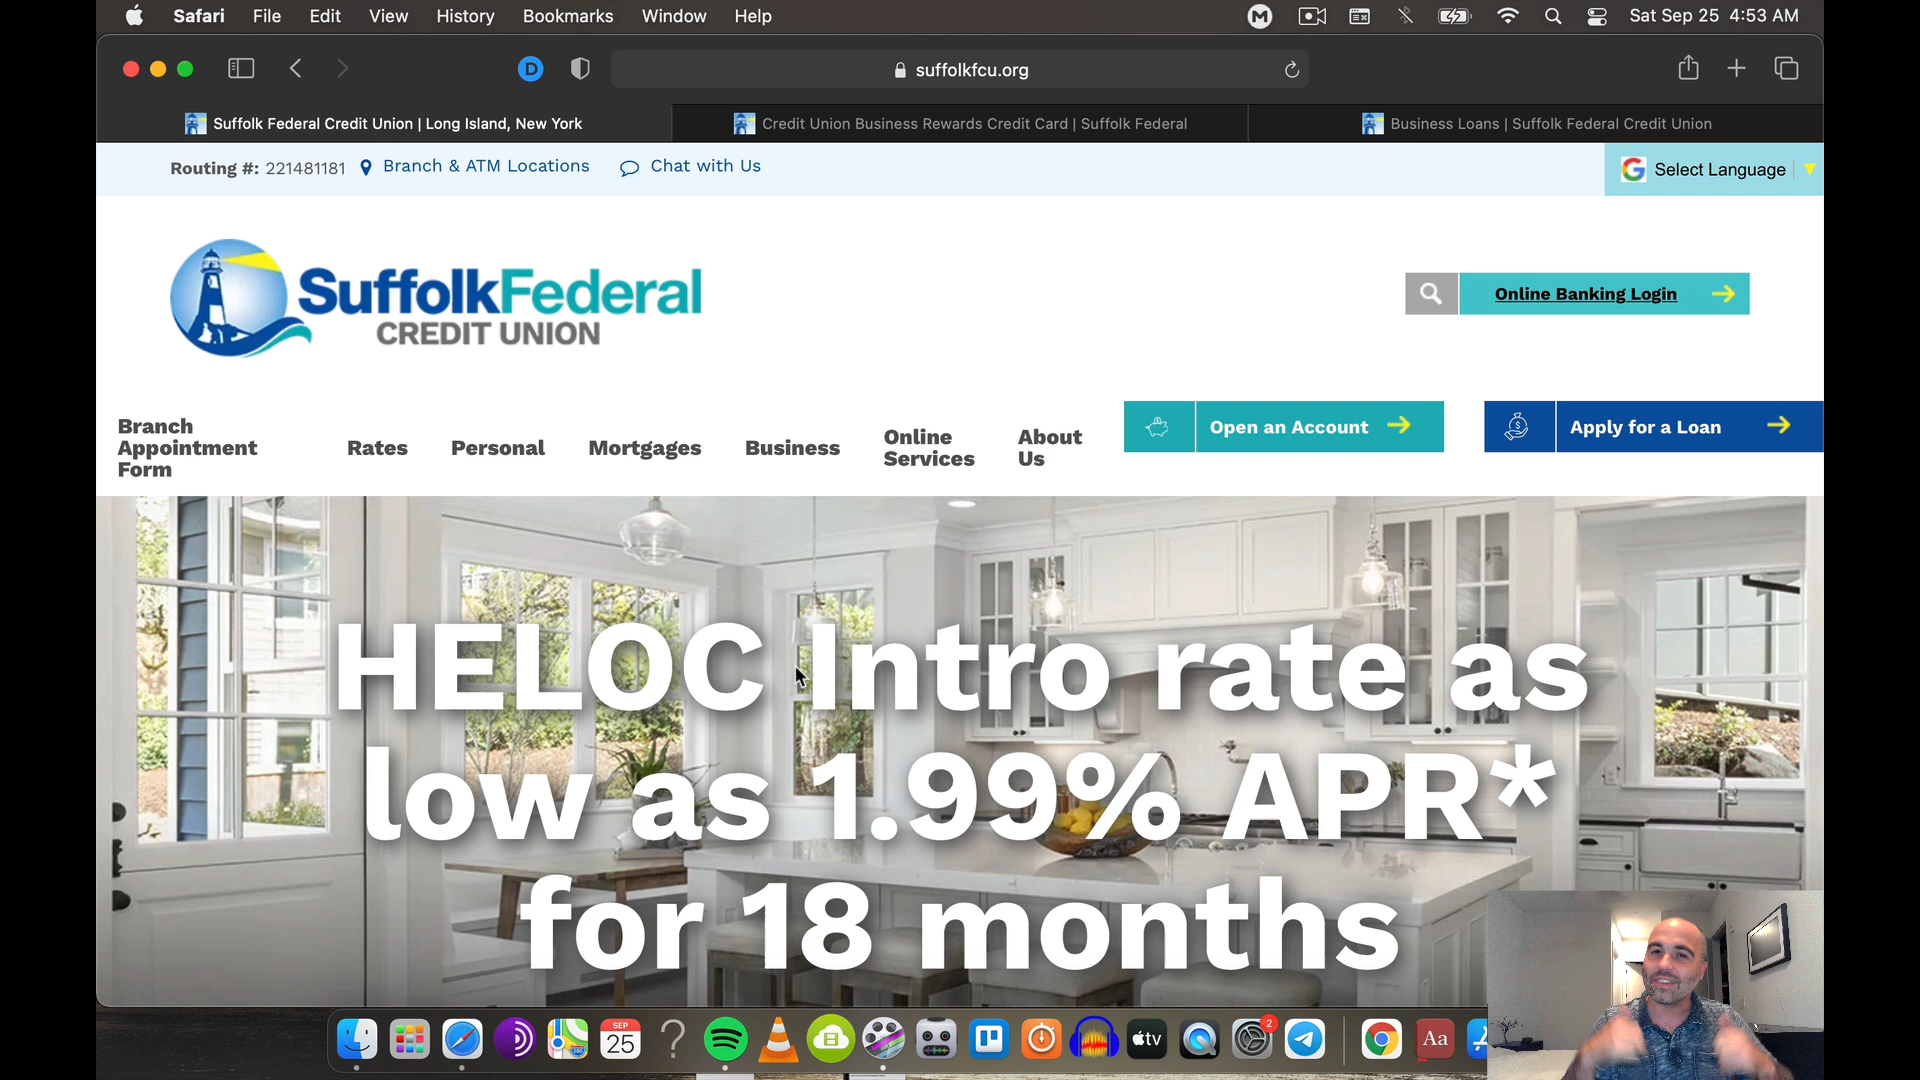 Safari File Edit View History Bookmarks Window Help
Sat Sep 25 4:53 AM
suffolkfcu.org
Suffolk Federal Credit Union | Long Island, New York
Credit Union Business Rewards Credit Card | Suffolk Federal
Business Loans | Suffolk Federal Credit Union
Routing #: 221481181 Branch & ATM Locations Chat with Us
Select Language
SuffolkFederal
CREDIT UNION
Online Banking Login
Branch
Appointment
Form
Rates
Personal
Mortgages
Business
Online
Services
About
Us
Open an Account
Apply for a Loan
HELOC Intro rate as
low as 1.99% APR*
for 18 months
SEP
25
tv
2
Aa